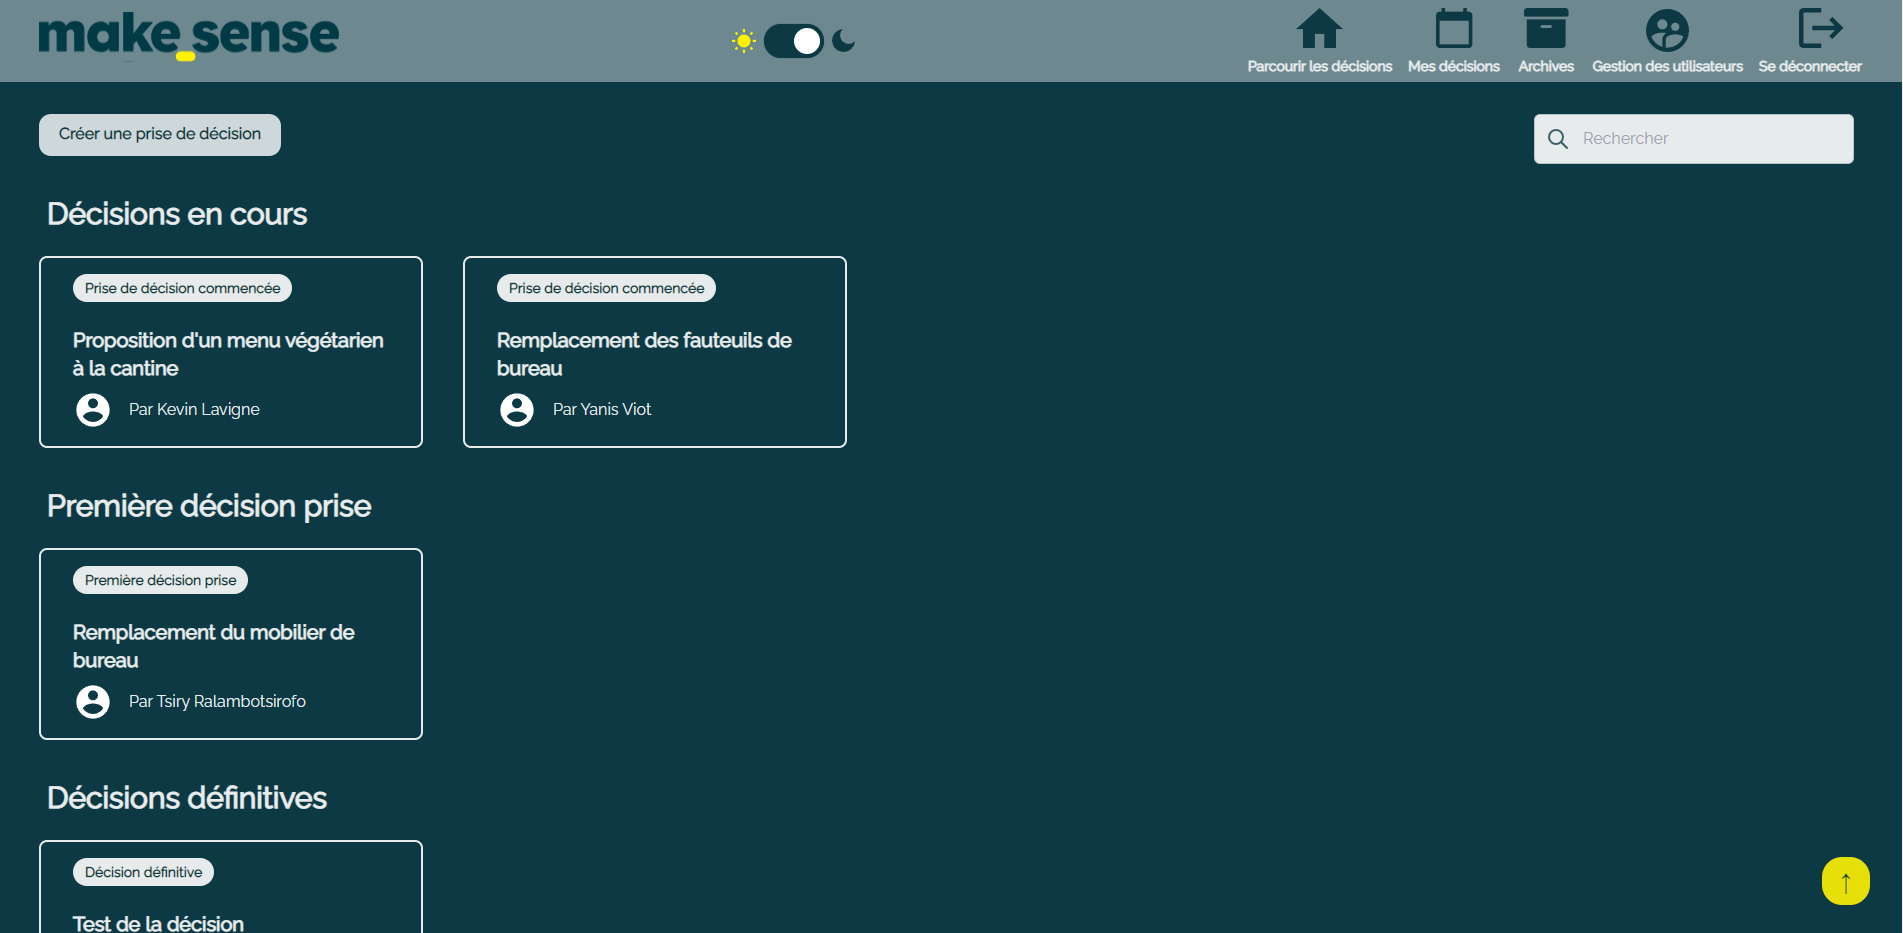 make_sense
Parcourir les décisions
Mes décisions
Archives
Gestion des utilisateurs
Se déconnecter
Créer une prise de décision
Rechercher
Décisions en cours
Prise de décision commencée
Proposition d'un menu végétarien
à la cantine
Par Kevin Lavigne
Prise de décision commencée
Remplacement des fauteuils de
bureau
Par Yanis Viot
Première décision prise
Première décision prise
Remplacement du mobilier de
bureau
Par Tsiry Ralambotsirofo
Décisions définitives
Décision définitive
Test de la décision
↑